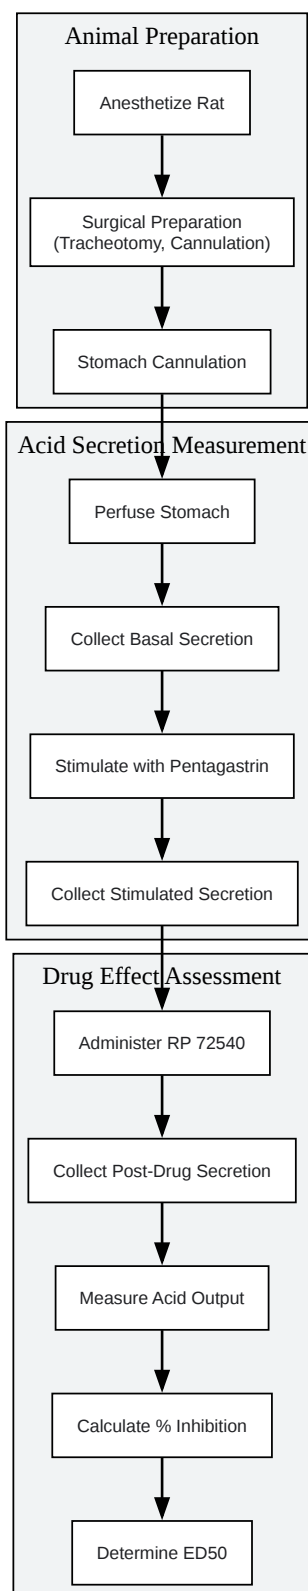 Animal Preparation
Anesthetize Rat
Surgical Preparation
(Tracheotomy, Cannulation)
Stomach Cannulation
Acid Secretion Measurement
Perfuse Stomach
Collect Basal Secretion
Stimulate with Pentagastrin
Collect Stimulated Secretion
Drug Effect Assessment
Administer RP 72540
Collect Post-Drug Secretion
Measure Acid Output
Calculate % Inhibition
Determine ED50